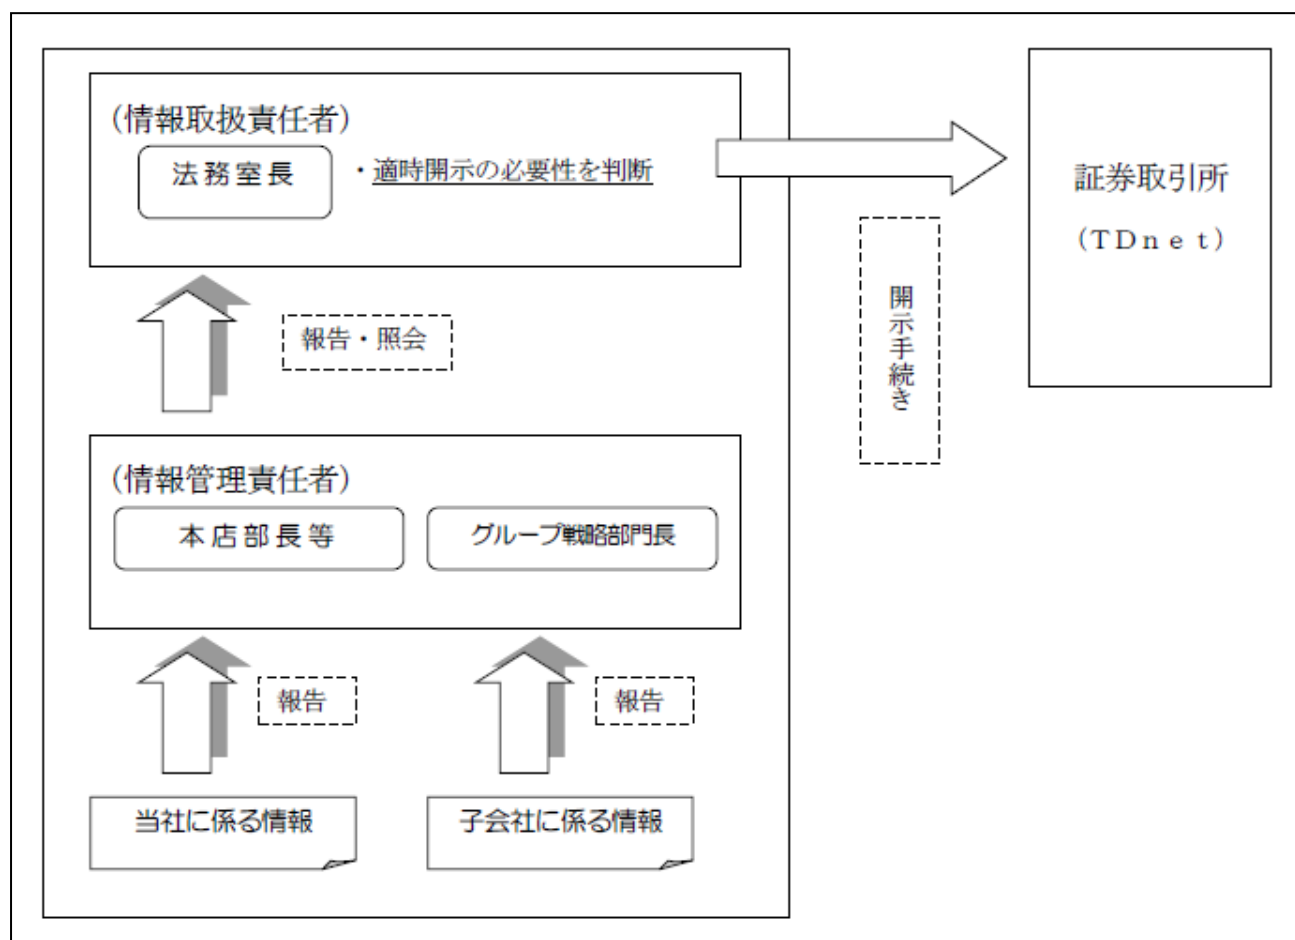 (情報取扱責任者)
法務室長
・適時開示の必要性を判断
報告・照会
(情報管理責任者)
本店部長等
グループ戦略部門長
報告
報告
当社に係る情報
子会社に係る情報
開示手続き
証券取引所
(TDnet)